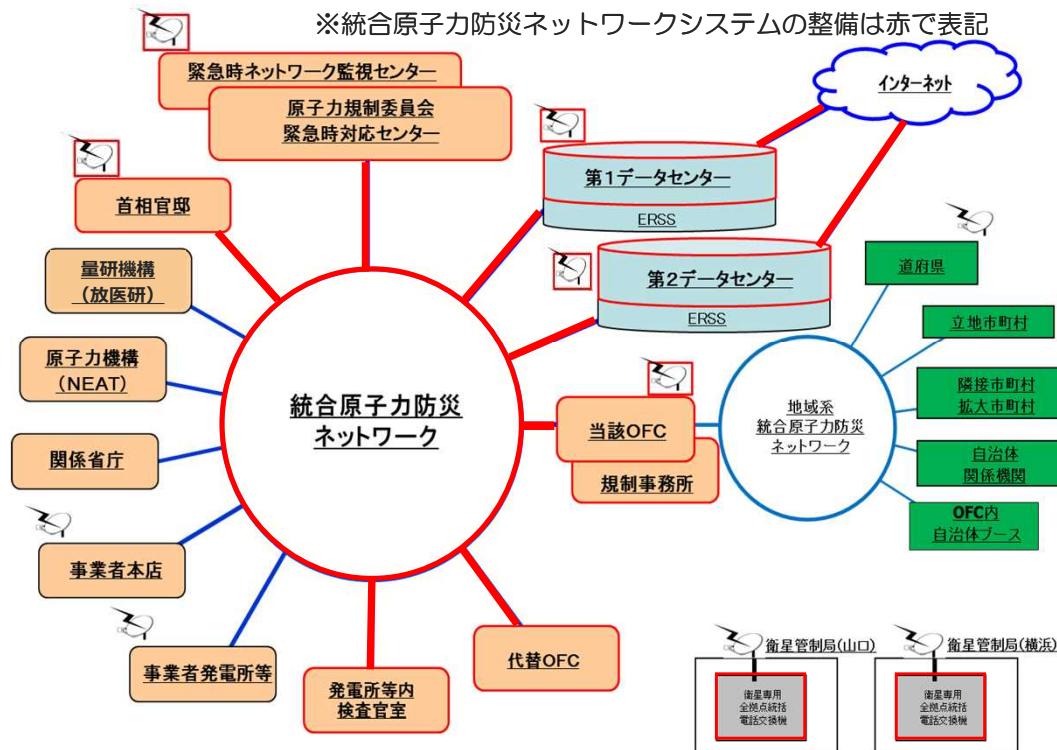 ※統合原子力防災ネットワークシステムの整備は赤で表記
緊急時ネットワーク監視センター
原子力規制委員会
緊急時対応センター
インターネット
第1データセンター
ERSS
首相官邸
第2データセンター
ERSS
量研機構
(放医研)
道府県
立地市町村
原子力機構
(NEAT)
隣接市町村
拡大市町村
統合原子力防災
ネットワーク
当該OFC
規制事務所
地域系
統合原子力防災
ネットワーク
関係省庁
自治体
関係機関
OFC内
自治体ブース
事業者本店
事業者発電所等
発電所等内
検査官室
代替OFC
衛星管制局(山口)
衛星専用
全拠点統括
電話交換機
衛星管制局(横浜)
衛星専用
全拠点統括
電話交換機